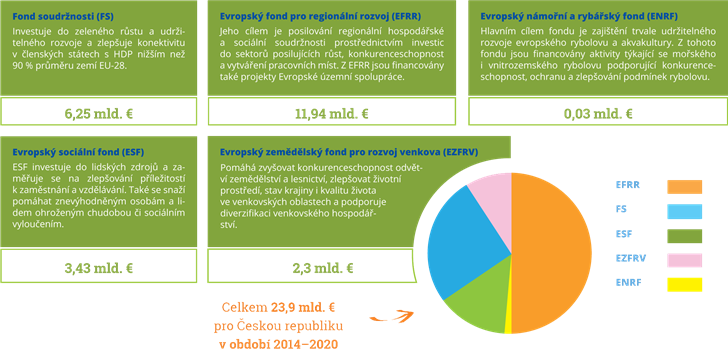 Fond soudržnosti (FS)
Investuje do zeleného růstu a udrži-
telného rozvoje a zlepšuje konektivitu
v členských státech s HDP nižším než
90 % průměru zemí EU-28.
6,25 mld. €
Evropský fond pro regionální rozvoj (EFRR)
Jeho cílem je posilování regionální hospodářské
a sociální soudržnosti prostřednictvím investic
do sektorů posilujících růst, konkurenceschopnost
a vytváření pracovních míst. Z EFRR jsou financovány
také projekty Evropské územní spolupráce.
11,94 mld. €
Evropský námořní a rybářský fond (ENRF)
Hlavním cílem fondu je zajištění trvale udržitelného
rozvoje evropského rybolovu a akvakultury. Z tohoto
fondu jsou financovány aktivity týkající se mořského
i vnitrozemského rybolovu podporující konkurence-
schopnost, ochranu a zlepšování podmínek rybolovu.
0,03 mld. €
Evropský sociální fond (ESF)
ESF investuje do lidských zdrojů a za-
měřuje se na zlepšování příležitostí
k zaměstnání a vzdělávání. Také se snaží
pomáhat znevýhodněným osobám a li-
dem ohroženým chudobou či sociálním
vyloučením.
3,43 mld. €
Evropský zemědělský fond pro rozvoj venkova (EZFRV)
Pomáhá zvyšovat konkurenceschopnost odvět-
ví zemědělství a lesnictví, zlepšovat životní
prostředí, stav krajiny i kvalitu života
ve venkovských oblastech a podporuje
diverzifikaci venkovského hospodář-
ství.
2,3 mld. €
EFRR
FS
ESF
EZFRV
ENRF
Celkem 23,9 mld. €
pro Českou republiku
v období 2014–2020